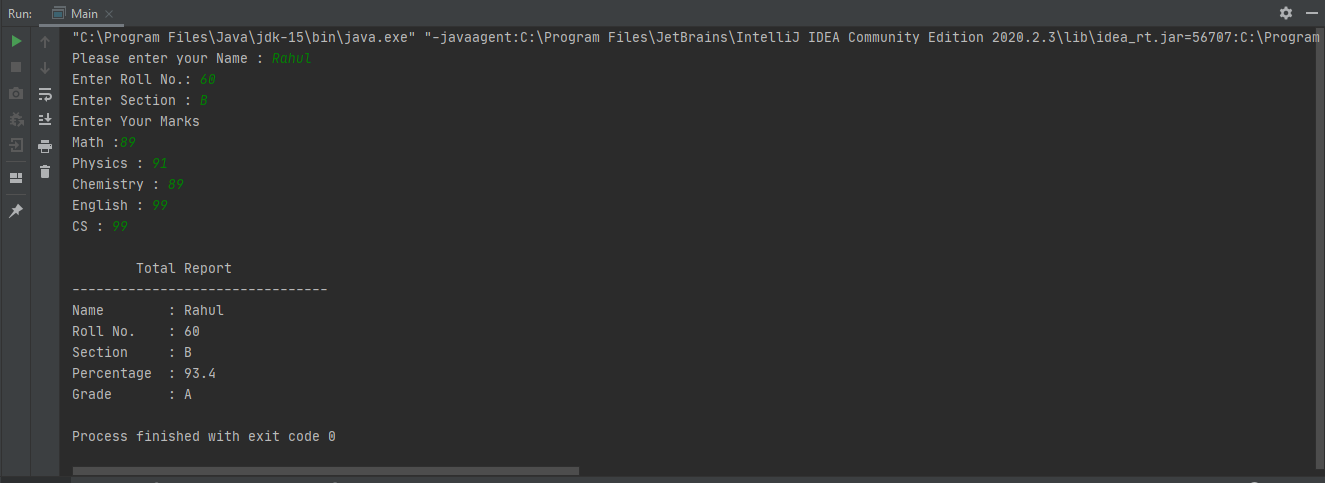 Run: Main
"C:\Program Files\Java\jdk-15\bin\java.exe" "-javaagent:C:\Program Files\JetBrains\IntelliJ IDEA Community Edition 2020.2.3\lib\idea_rt.jar=56707:C:\Program
Please enter your Name : Rahul
Enter Roll No.: 60
Enter Section : B
Enter Your Marks
Math :89
Physics : 91
Chemistry : 89
English : 99
CS : 99
Total Report
--------------------------------
Name        : Rahul
Roll No.    : 60
Section     : B
Percentage  : 93.4
Grade       : A
Process finished with exit code 0